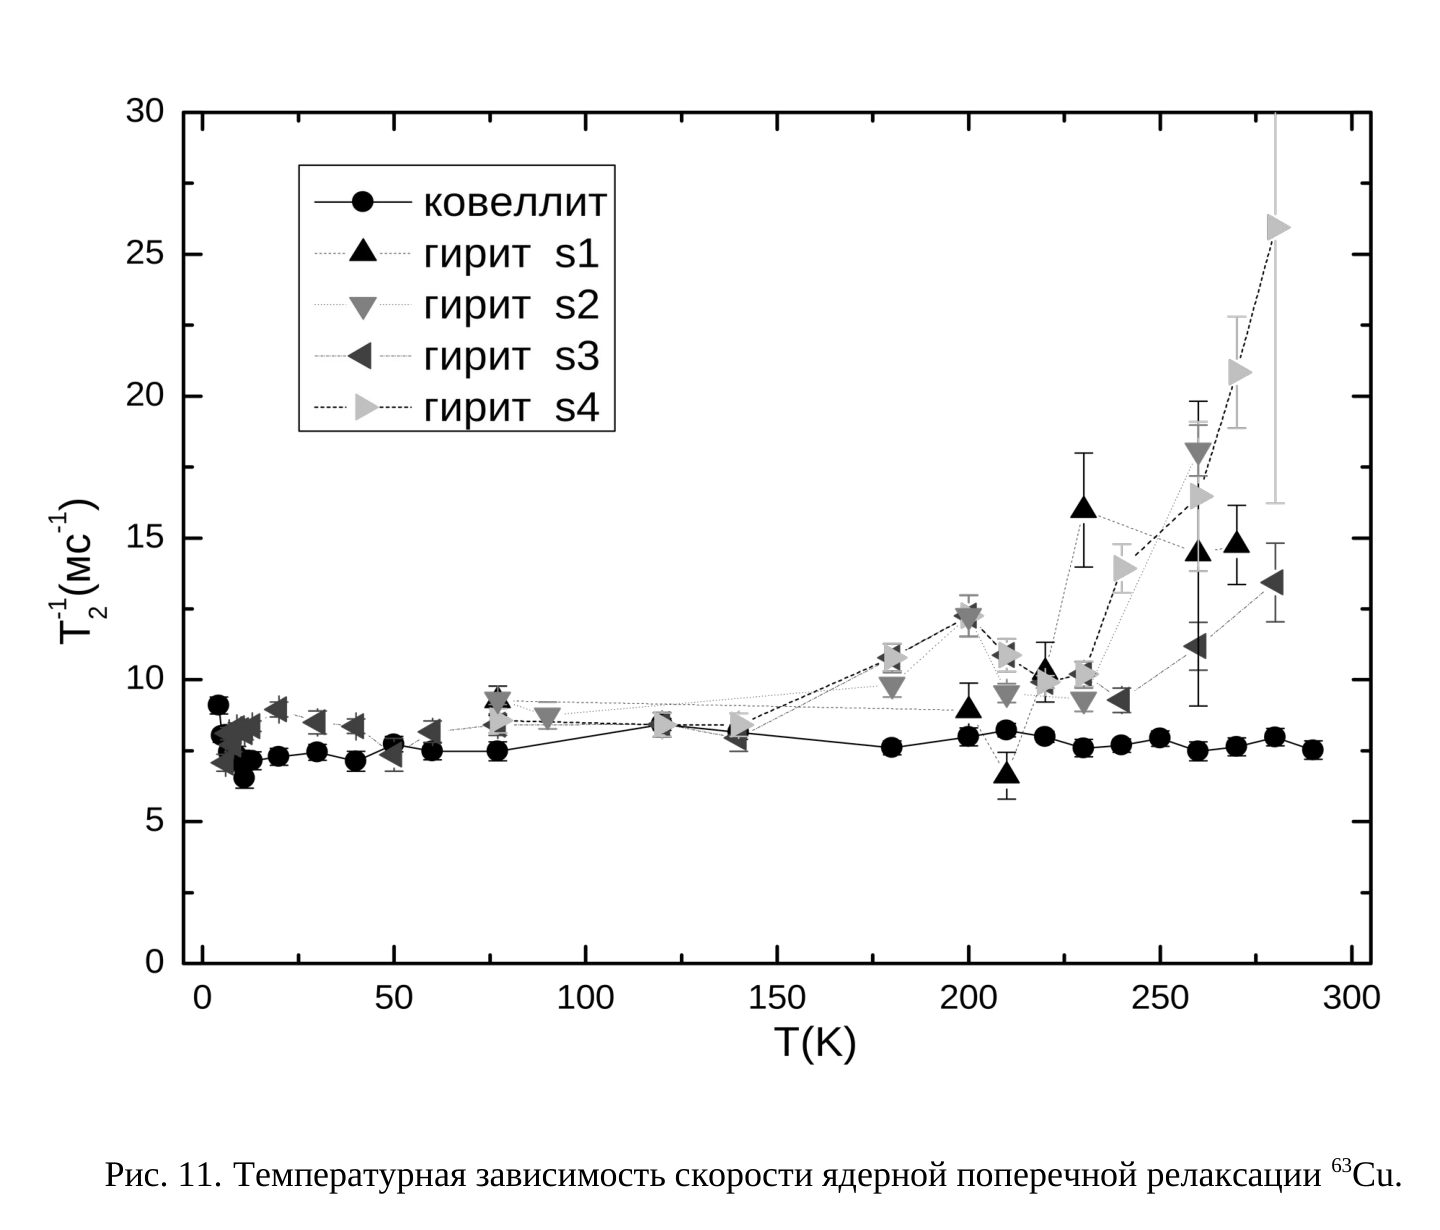 30
25
20
15
10
5
0
ковеллит
гирит s1
гирит s2
гирит s3
гирит s4
T₂⁻¹(мс⁻¹)
0 50 100 150 200 250 300
T(K)
Рис. 11. Температурная зависимость скорости ядерной поперечной релаксации ⁶³Cu.